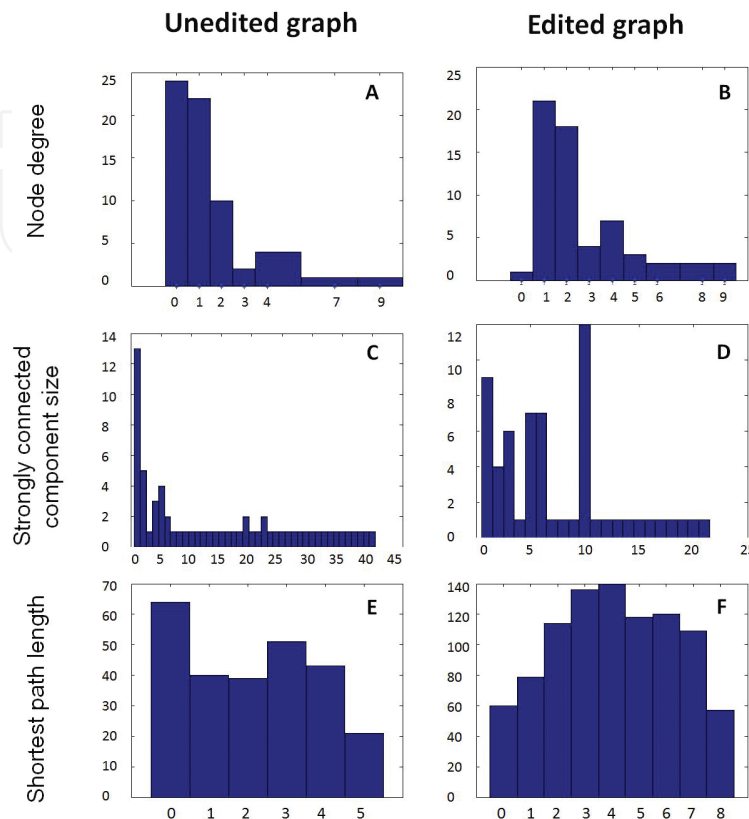 Unedited graph
Edited graph
Node degree
25
20
15
10
5
0
A
0 1 2 3 4 7 9
25
20
15
10
5
0
B
0 1 2 3 4 5 6 8 9
Strongly connected
component size
14
12
10
8
6
4
2
0
C
0 5 10 15 20 25 30 35 40 45
12
10
8
6
4
2
0
D
0 5 10 15 20 2
Shortest path length
70
60
50
40
30
20
10
0
E
0 1 2 3 4 5
140
120
100
80
60
40
20
0
F
0 1 2 3 4 5 6 7 8